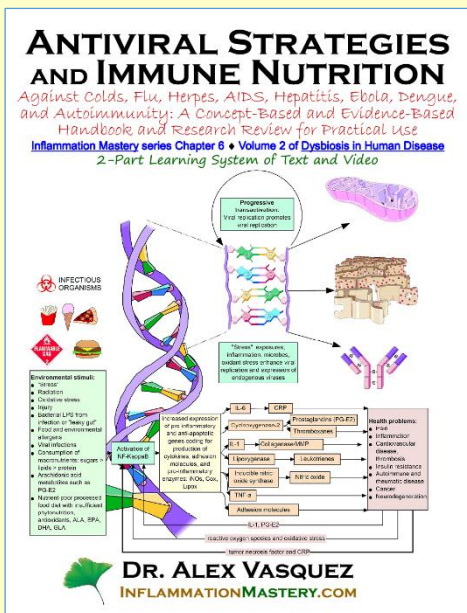 ANTIVIRAL STRATEGIES
AND IMMUNE NUTRITION
Against Colds, Flu, Herpes, AIDS, Hepatitis, Ebola, Dengue,
and Autoimmunity: A Concept-Based and Evidence-Based
Handbook and Research Review for Practical Use
Inflammation Mastery series Chapter 6 ♦ Volume 2 of Dysbiosis in Human Disease
2-Part Learning System of Text and Video
Progressive
transactivation:
Viral replication promotes
viral replication
INFECTIOUS
ORGANISMS
FLAMMABLE
GAS
2
"Stress" exposures,
inflammation, microbes,
oxidant stress enhance viral
replication and expression of
endogenous viruses
Environmental stimuli:
• "Stress"
• Radiation
• Oxidative stress
• Injury
• Bacterial LPS from
infection or "leaky gut"
• Food and environmental
allergens
• Viral infections
• Consumption of
macronutrients: sugars >
lipids > protein
• Arachidonic acid
metabolites such as
PG-E2
• Nutrient-poor processed
food diet with insufficient
phytonutrition,
antioxidants, ALA, EPA,
DHA, GLA
Activation of
NF-KappaB
Increased expression
of pro-inflammatory
and anti-apoptotic
genes coding for
production of
cytokines, adhesion
molecules, and
pro-inflammatory
enzymes: iNOs, Cox,
Lipox
IL-6
CRP
Cyclooxygenase-2
Prostaglandins (PG-E2)
Thromboxanes
IL-1
Collagenase/MMP
Lipoxygenase
Leukotrienes
Inducible nitric
oxide synthase
Nitric oxide
TNF-α
Adhesion molecules
Health problems:
• Pain
• Inflammation
• Cardiovascular
disease,
thrombosis
• Insulin resistance
• Autoimmune and
rheumatic disease
• Cancer
• Neurodegeneration
IL-1, PG-E2
reactive oxygen species and oxidative stress
tumor necrosis factor and CRP
DR. ALEX VASQUEZ
INFLAMMATIONMASTERY.COM